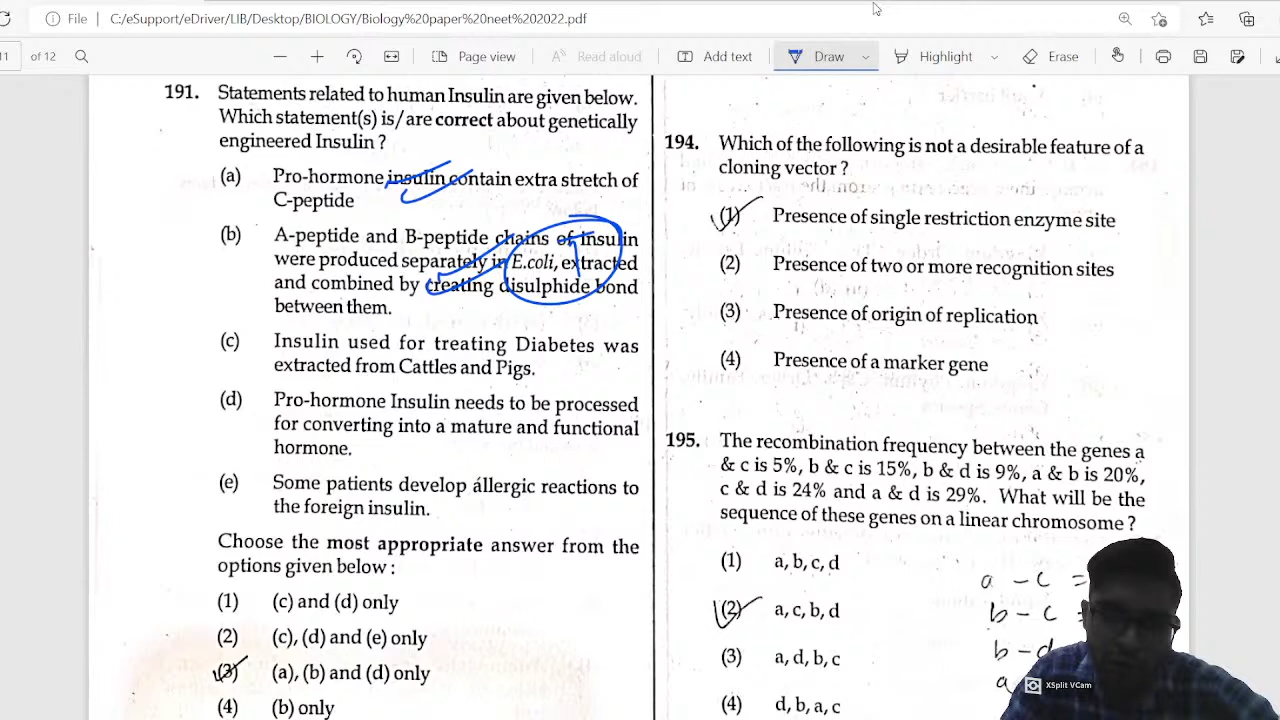 File
C:/eSupport/eDriver/LIB/Desktop/BIOLOGY/Biology%20paper%20neet%202022.pdf
11 of 12
Page view
Read aloud
Add text
Draw
Highlight
Erase
191. Statements related to human Insulin are given below.
Which statement(s) is/are correct about genetically
engineered Insulin ?
(a) Pro-hormone insulin contain extra stretch of
C-peptide
(b) A-peptide and B-peptide chains of insulin
were produced separately in E.coli, extracted
and combined by creating disulphide bond
between them.
(c) Insulin used for treating Diabetes was
extracted from Cattles and Pigs.
(d) Pro-hormone Insulin needs to be processed
for converting into a mature and functional
hormone.
(e) Some patients develop allergic reactions to
the foreign insulin.
Choose the most appropriate answer from the
options given below :
(1) (c) and (d) only
(2) (c), (d) and (e) only
(3) (a), (b) and (d) only
(4) (b) only
194. Which of the following is not a desirable feature of a
cloning vector ?
(1) Presence of single restriction enzyme site
(2) Presence of two or more recognition sites
(3) Presence of origin of replication
(4) Presence of a marker gene
195. The recombination frequency between the genes a
& c is 5%, b & c is 15%, b & d is 9%, a & b is 20%,
c & d is 24% and a & d is 29%. What will be the
sequence of these genes on a linear chromosome ?
(1) a, b, c, d
(2) a, c, b, d
(3) a, d, b, c
(4) d, b, a, c
a - c =
b - c =
b - d
a
XSplit VCam